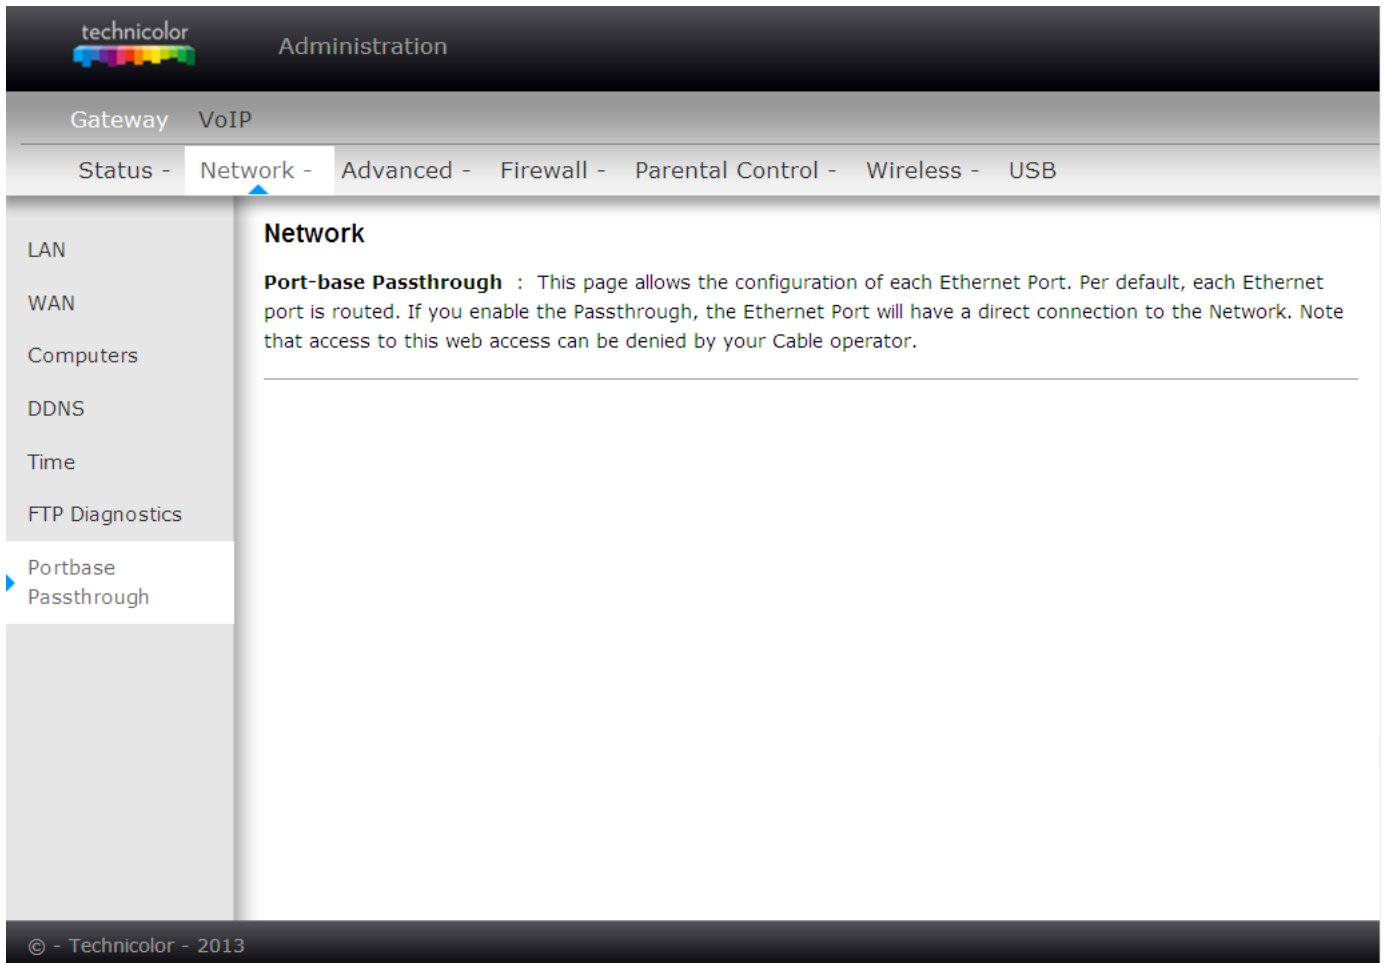 technicolor
Administration
Gateway VoIP
Status - Network - Advanced - Firewall - Parental Control - Wireless - USB
LAN
WAN
Computers
DDNS
Time
FTP Diagnostics
Portbase
Passthrough
Network
Port-base Passthrough : This page allows the configuration of each Ethernet Port. Per default, each Ethernet
port is routed. If you enable the Passthrough, the Ethernet Port will have a direct connection to the Network. Note
that access to this web access can be denied by your Cable operator.
© - Technicolor - 2013